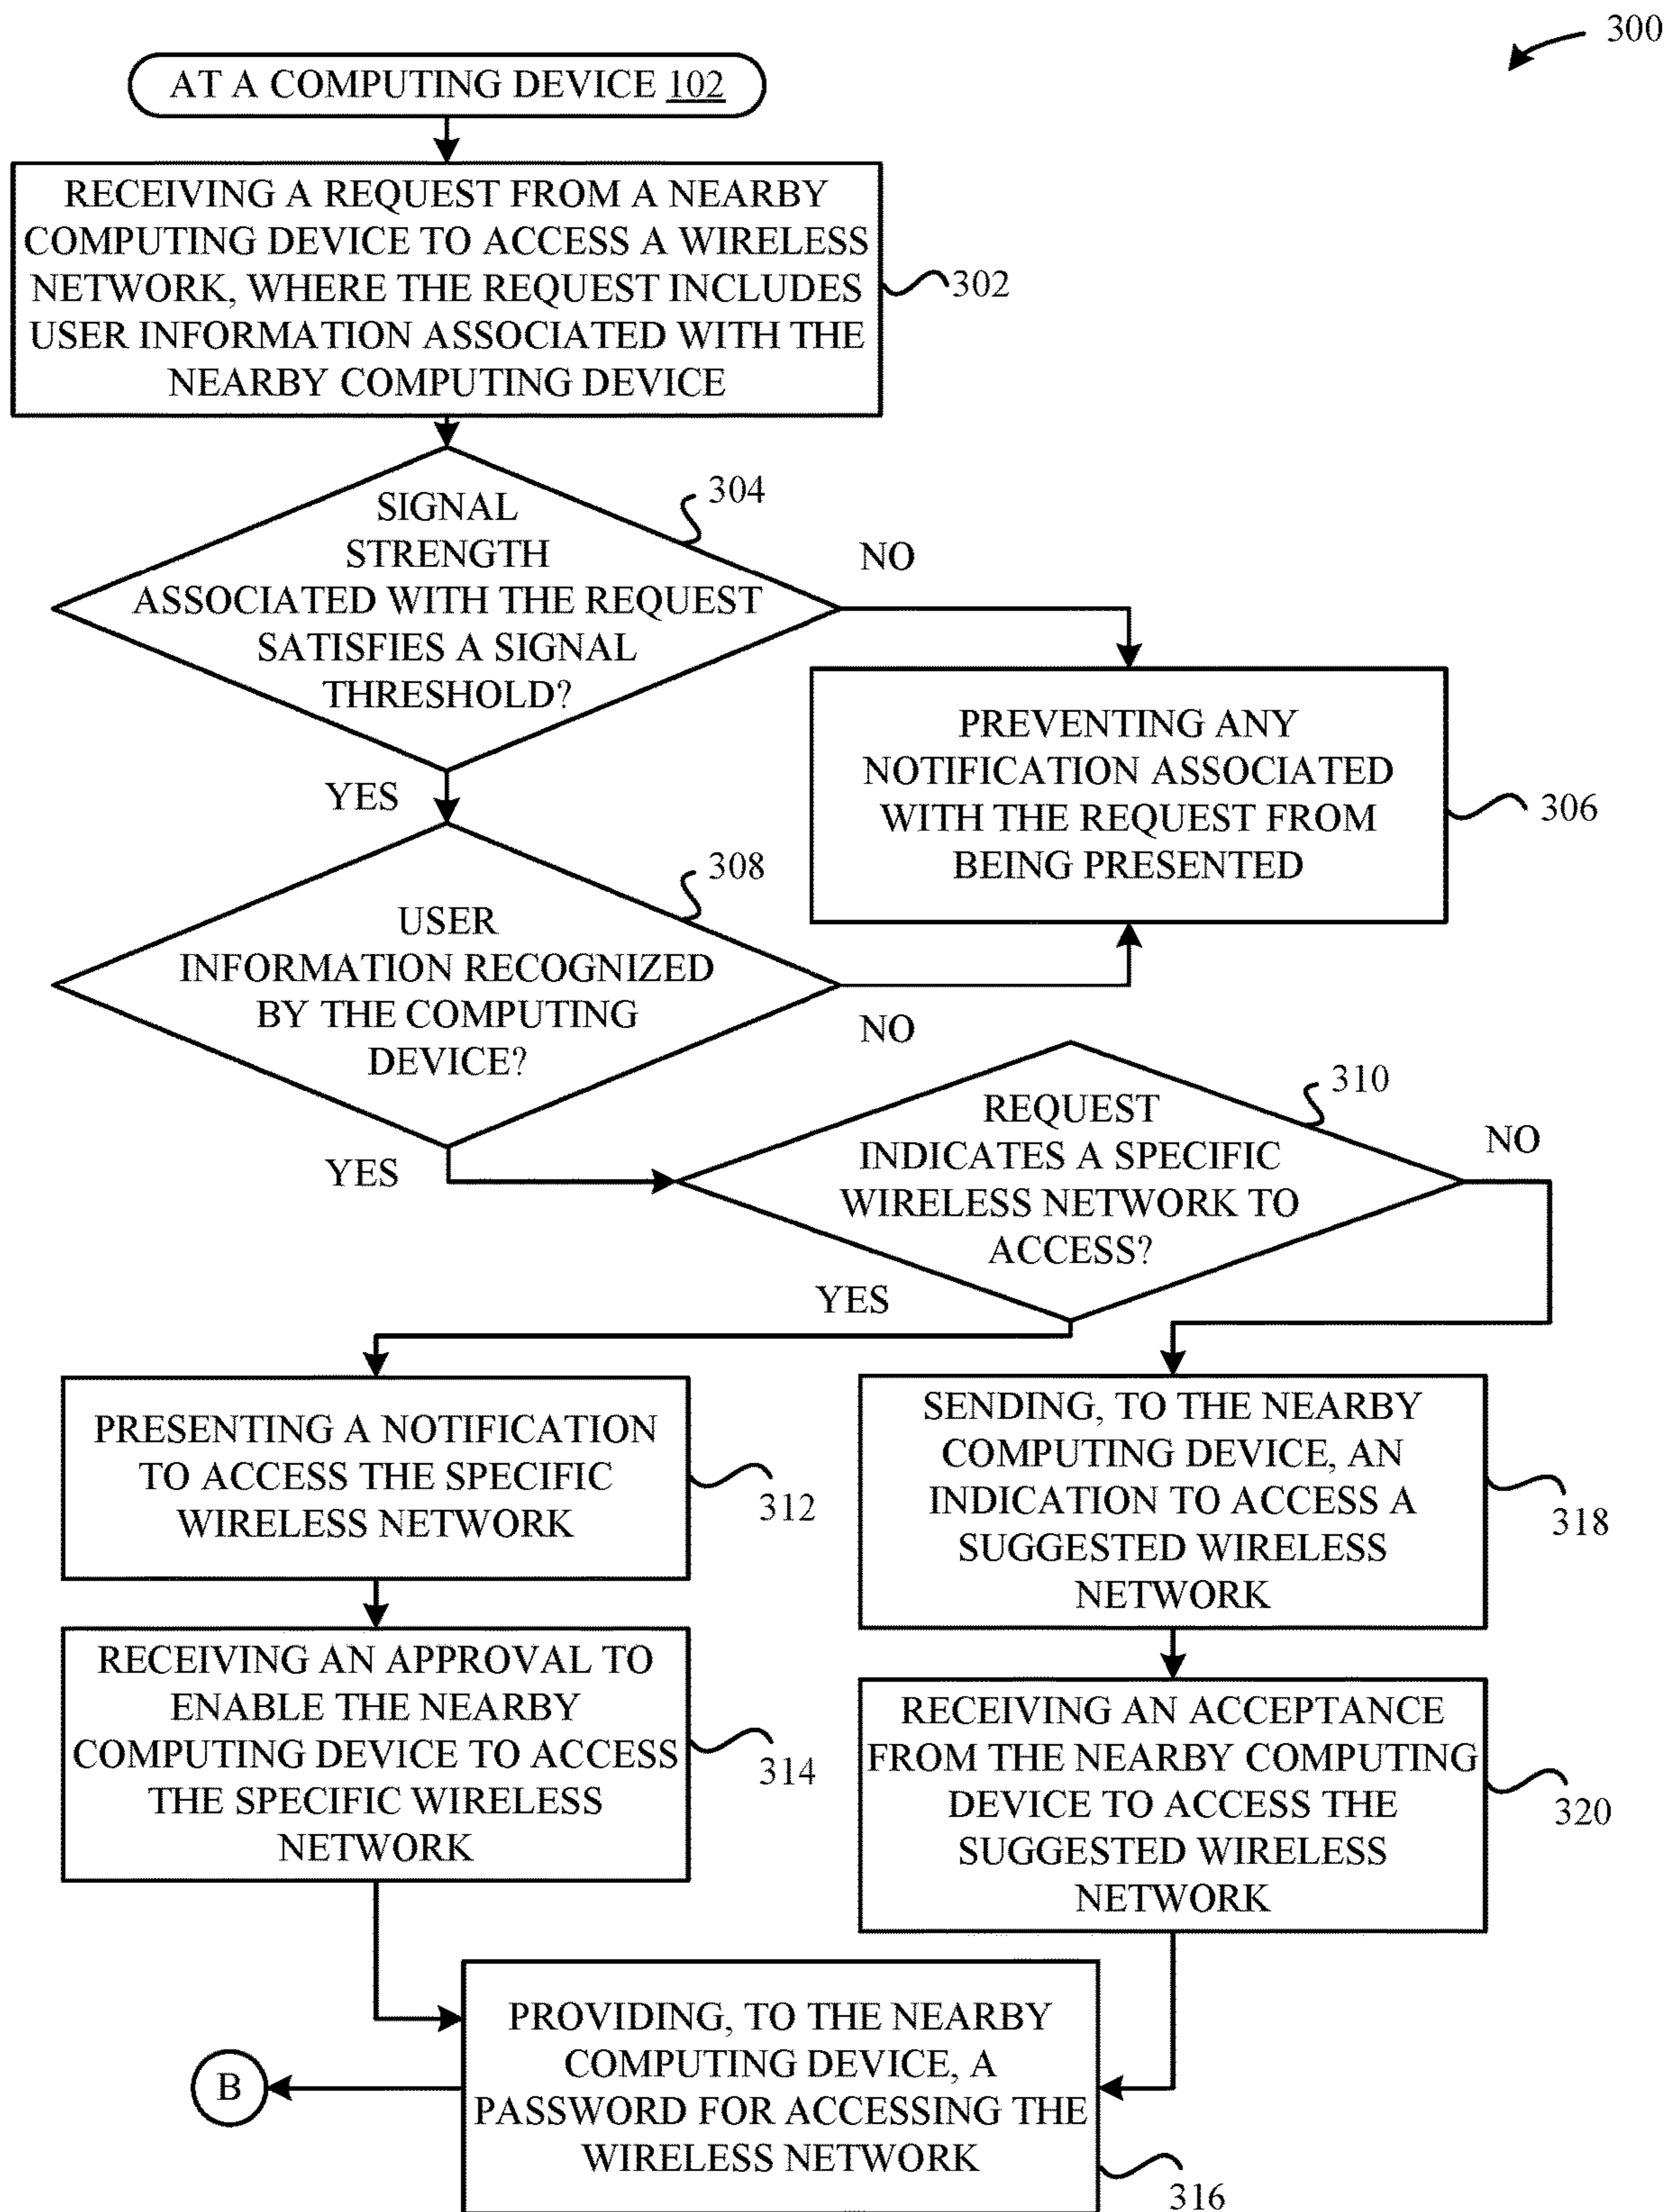 300
AT A COMPUTING DEVICE 102
RECEIVING A REQUEST FROM A NEARBY
COMPUTING DEVICE TO ACCESS A WIRELESS
NETWORK, WHERE THE REQUEST INCLUDES
USER INFORMATION ASSOCIATED WITH THE
NEARBY COMPUTING DEVICE
302
SIGNAL
STRENGTH
ASSOCIATED WITH THE REQUEST
SATISFIES A SIGNAL
THRESHOLD?
304
NO
YES
PREVENTING ANY
NOTIFICATION ASSOCIATED
WITH THE REQUEST FROM
BEING PRESENTED
306
USER
INFORMATION RECOGNIZED
BY THE COMPUTING
DEVICE?
308
NO
YES
REQUEST
INDICATES A SPECIFIC
WIRELESS NETWORK TO
ACCESS?
310
NO
YES
PRESENTING A NOTIFICATION
TO ACCESS THE SPECIFIC
WIRELESS NETWORK
312
SENDING, TO THE NEARBY
COMPUTING DEVICE, AN
INDICATION TO ACCESS A
SUGGESTED WIRELESS
NETWORK
318
RECEIVING AN APPROVAL TO
ENABLE THE NEARBY
COMPUTING DEVICE TO ACCESS
THE SPECIFIC WIRELESS
NETWORK
314
RECEIVING AN ACCEPTANCE
FROM THE NEARBY COMPUTING
DEVICE TO ACCESS THE
SUGGESTED WIRELESS
NETWORK
320
PROVIDING, TO THE NEARBY
COMPUTING DEVICE, A
PASSWORD FOR ACCESSING THE
WIRELESS NETWORK
316
B